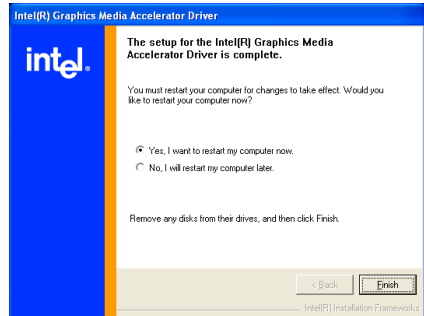 Intel(R) Graphics Media Accelerator Driver
intel.
The setup for the Intel(R) Graphics Media
Accelerator Driver is complete.
You must restart your computer for changes to take effect. Would you
like to restart your computer now?
Yes, I want to restart my computer now.
No, I will restart my computer later.
Remove any disks from their drives, and then click Finish.
< Back
Finish
Intel(R) Installation Frameworks